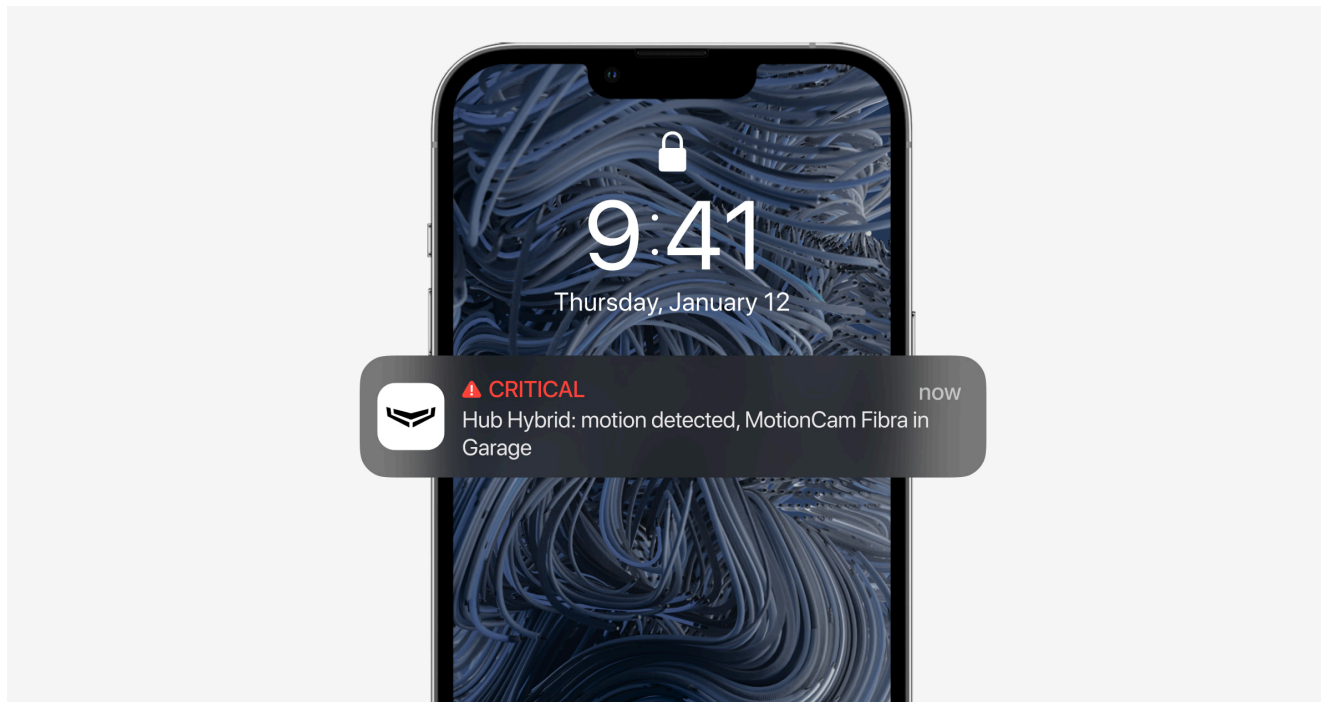 9:41
Thursday, January 12
CRITICAL
now
Hub Hybrid: motion detected, MotionCam Fibra in
Garage